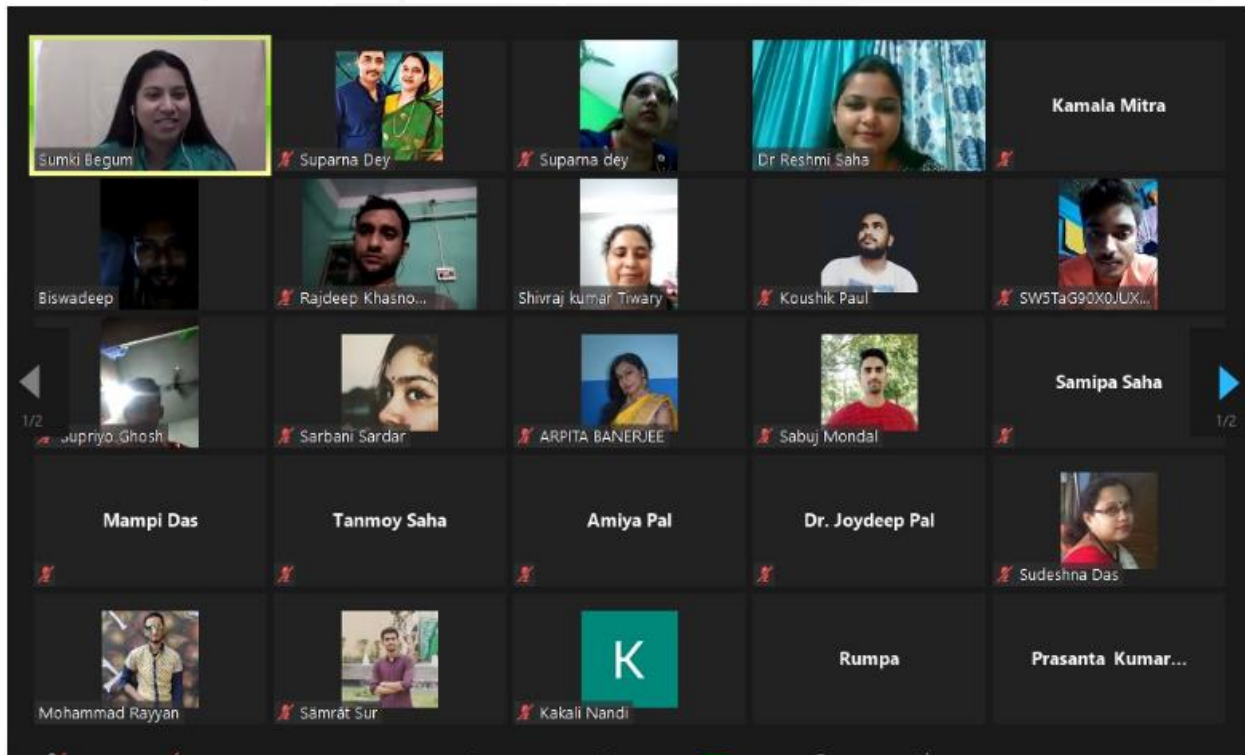 Sumki Begum
Suparna Dey
Suparna dey
Dr Reshmi Saha
Kamala Mitra
Biswadeep
Rajdeep Khasno...
Shivraj kumar Tiwary
Koushik Paul
SW5TaG90X0JUX...
1/2
Supriyo Ghosh
Sarbani Sardar
ARPITA BANERJEE
Sabuj Mondal
Samipa Saha
1/2
Mampi Das
Tanmoy Saha
Amiya Pal
Dr. Joydeep Pal
Sudeshna Das
Mohammad Rayyan
Sämrát Sur
K
Kakali Nandi
Rumpa
Prasanta Kumar...